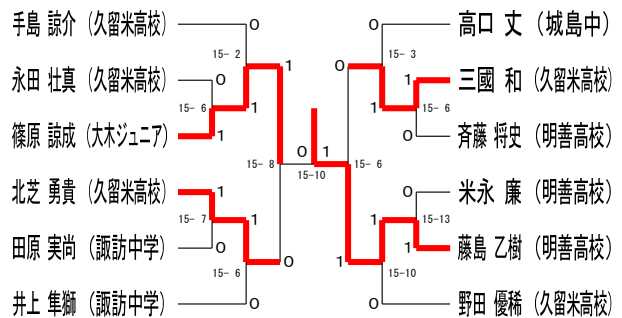 手島 諒介 (久留米高校) 0 0 高口 丈 (城島中)
15- 2 15- 3
1 0
永田 壮真 (久留米高校) 0 1 三國 和 (久留米高校)
15- 6 1 1 15- 6
篠原 諒成 (大木ジュニア) 1 0 斉藤 将史 (明善高校)
15- 8 0 1 15- 6
15-10
北芝 勇貴 (久留米高校) 1 0 米永 廉 (明善高校)
15- 7 1 1 15-13
田原 実尚 (諏訪中学) 0 1 藤島 乙樹 (明善高校)
0 1
15- 6 15-10
井上 隼獅 (諏訪中学) 0 0 野田 優稀 (久留米高校)